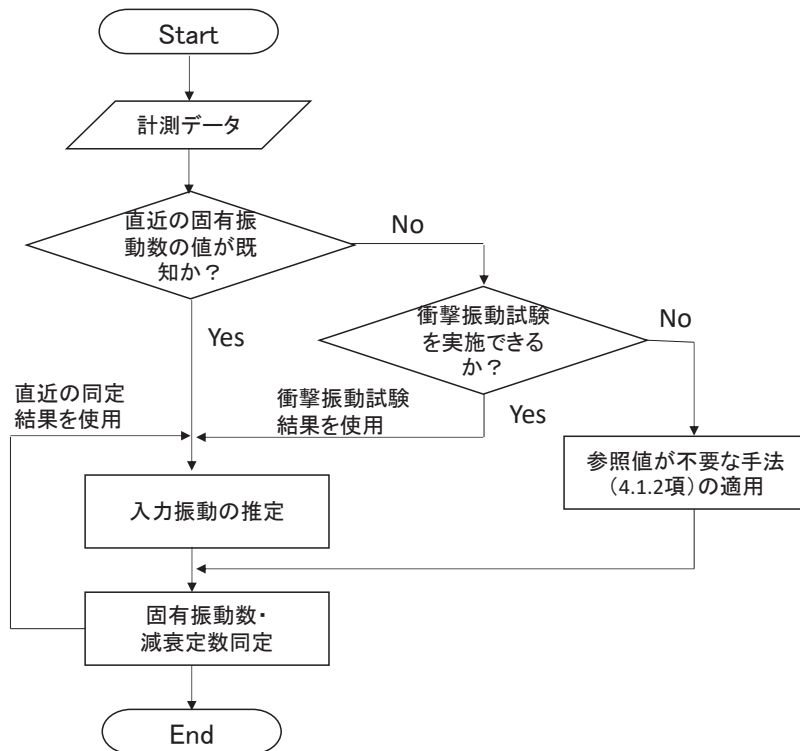 Start
計測データ
直近の固有振
動数の値が既
知か？
No
衝撃振動試験
を実施できる
か？
No
Yes
直近の同定
結果を使用
衝撃振動試験
結果を使用
Yes
参照値が不要な手法
（4.1.2項）の適用
入力振動の推定
固有振動数・
減衰定数同定
End